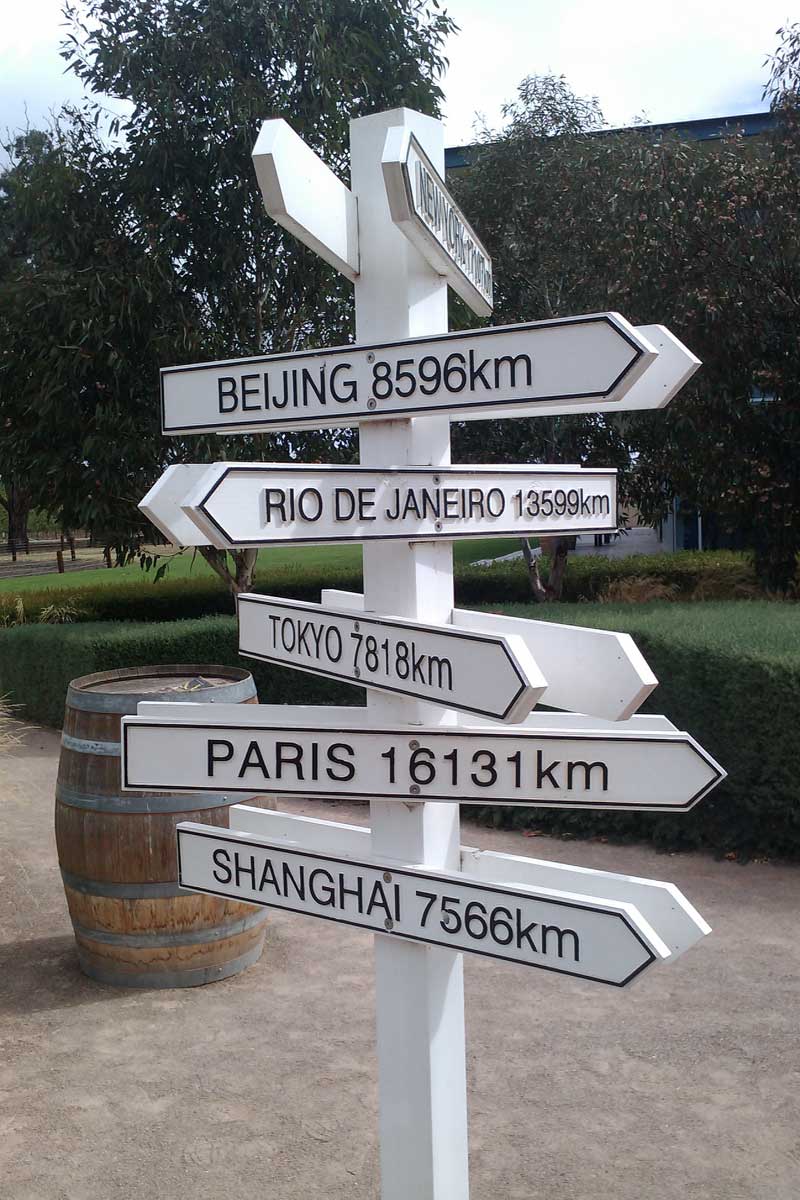 NEW YORK
BEIJING 8596km
RIO DE JANEIRO 13599km
TOKYO 7818km
PARIS 16131km
SHANGHAI 7566km